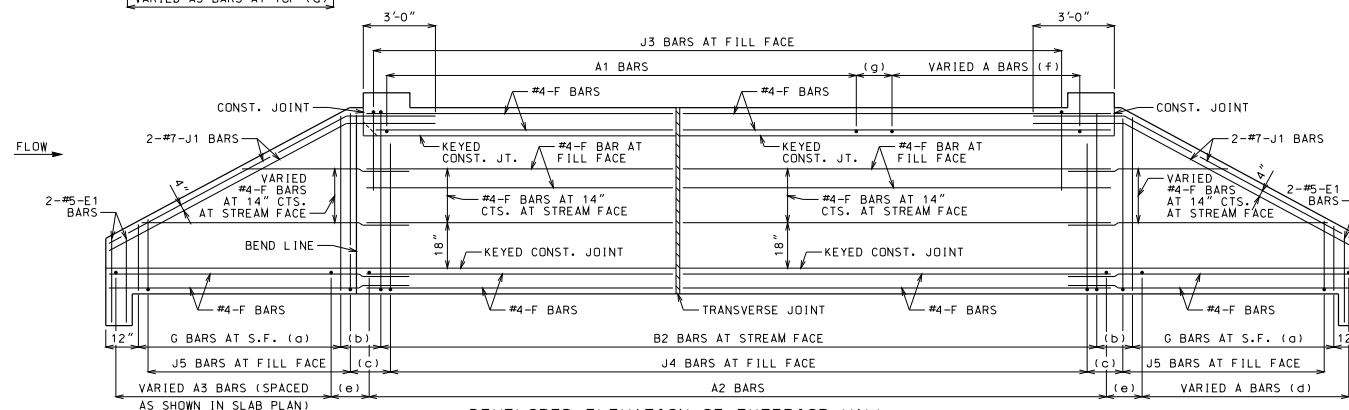 3'-0"
3'-0"
J3 BARS AT FILL FACE
A1 BARS
(g)
VARIED A BARS (f)
CONST. JOINT
#4-F BARS
#4-F BARS
CONST. JOINT
2-#7-J1 BARS
2-#7-J1 BARS
FLOW
KEYED
CONST. JT.
#4-F BAR AT
FILL FACE
KEYED
CONST. JT.
#4-F BAR AT
FILL FACE
4"
4"
VARIED
#4-F BARS
AT 14" CTS.
AT STREAM FACE
#4-F BARS AT 14"
CTS. AT STREAM FACE
#4-F BARS AT 14"
CTS. AT STREAM FACE
VARIED
#4-F BARS
AT 14" CTS.
AT STREAM FACE
2-#5-E1
BARS
2-#5-E1
BARS
BEND LINE
18"
KEYED CONST. JOINT
18"
KEYED CONST. JOINT
#4-F BARS
#4-F BARS
TRANSVERSE JOINT
#4-F BARS
#4-F BARS
12"
G BARS AT S.F. (a)
(b)
B2 BARS AT STREAM FACE
(b)
G BARS AT S.F. (a)
12
J5 BARS AT FILL FACE
(c)
J4 BARS AT FILL FACE
(c)
J5 BARS AT FILL FACE
VARIED A3 BARS (SPACED
AS SHOWN IN SLAB PLAN)
(e)
A2 BARS
(e)
VARIED A BARS (d)